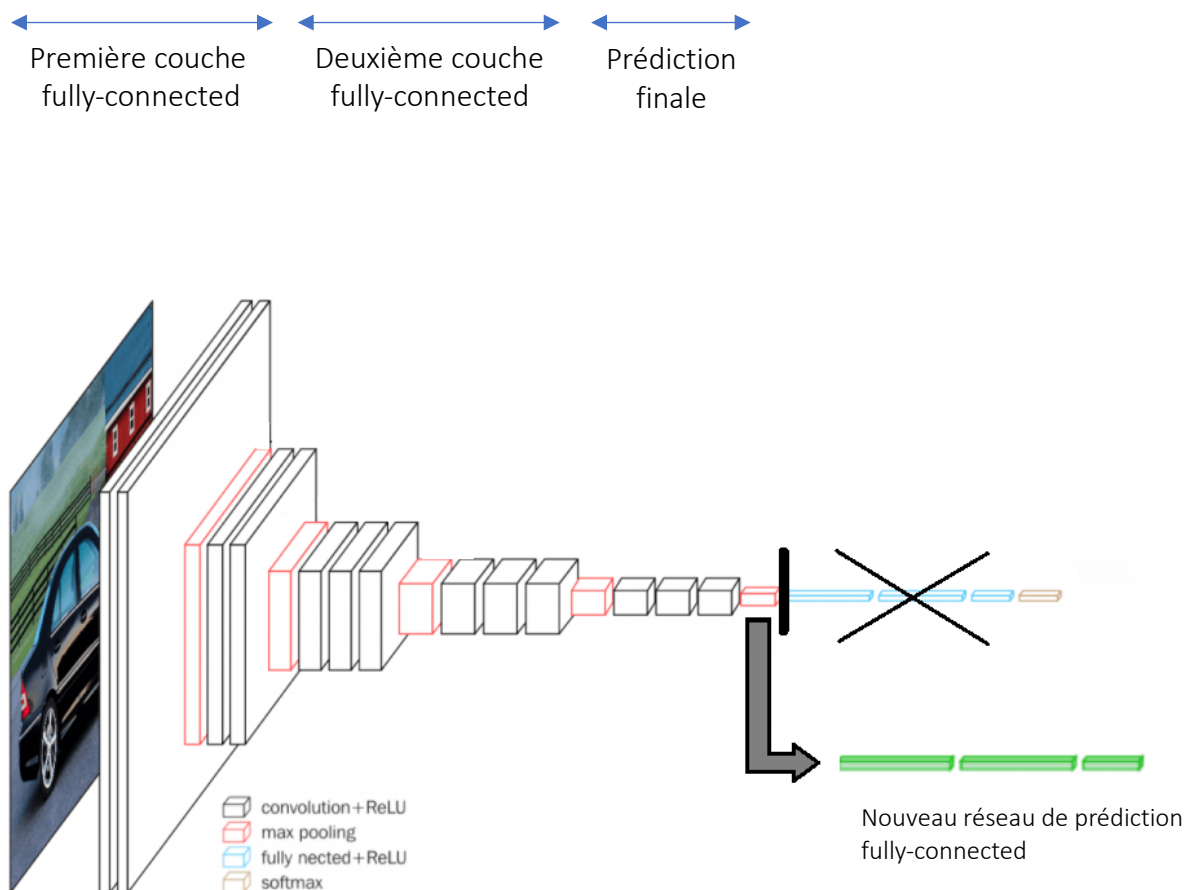 Première couche
fully-connected
Deuxième couche
fully-connected
Prédiction
finale
convolution+ReLU
max pooling
fully nected+ReLU
softmax
Nouveau réseau de prédiction
fully-connected